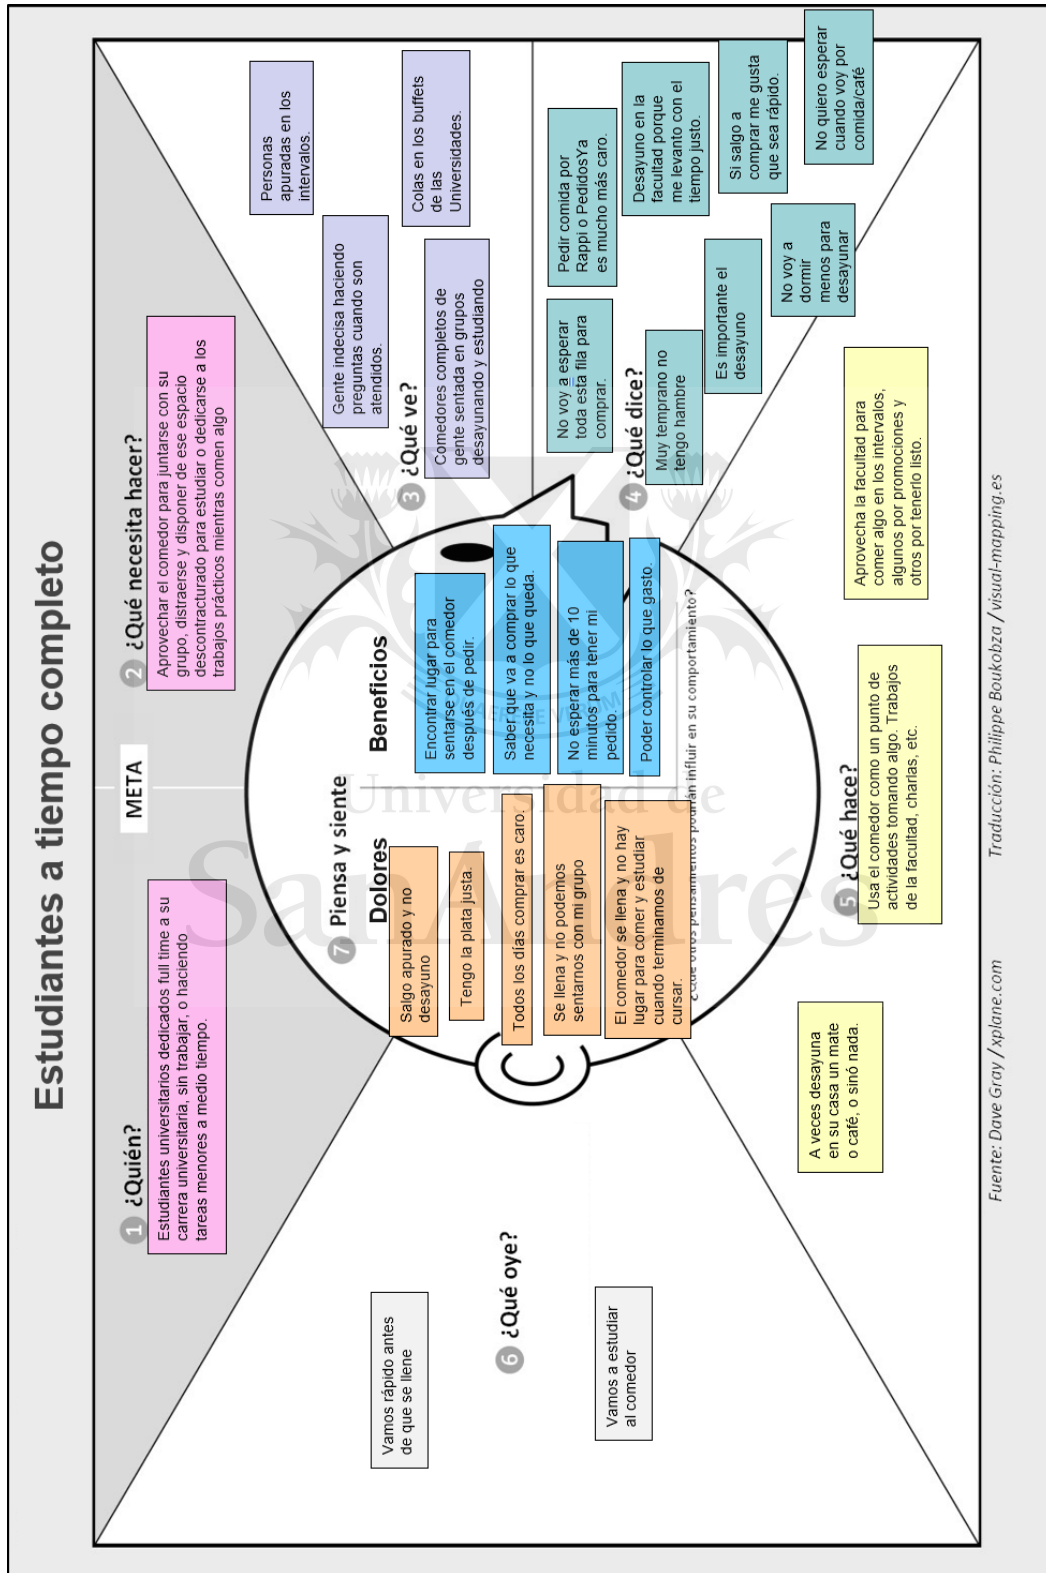 Estudiantes a tiempo completo
META
1 ¿Quién?
Estudiantes universitarios dedicados full time a su
carrera universitaria, sin trabajar, o haciendo
tareas menores a medio tiempo.
2 ¿Qué necesita hacer?
Aprovechar el comedor para juntarse con su
grupo, distraerse y disponer de ese espacio
descontracturado para estudiar o dedicarse a los
trabajos prácticos mientras comen algo
3 ¿Qué ve?
Personas
apuradas en los
intervalos.
Gente indecisa haciendo
preguntas cuando son
atendidos.
Colas en los buffets
de las
Universidades.
Comedores completos de
gente sentada en grupos
desayunando y estudiando
4 ¿Qué dice?
No voy a esperar
toda esta fila para
comprar.
Pedir comida por
Rappi o PedidosYa
es mucho más caro.
Desayuno en la
facultad porque
me levanto con el
tiempo justo.
Muy temprano no
tengo hambre
Es importante el
desayuno
Si salgo a
comprar me gusta
que sea rápido.
No voy a
dormir
menos para
desayunar
No quiero esperar
cuando voy por
comida/café
5 ¿Qué hace?
A veces desayuna
en su casa un mate
o café, o sinó nada.
Usa el comedor como un punto de
actividades tomando algo. Trabajos
de la facultad, charlas, etc.
Aprovecha la facultad para
comer algo en los intervalos,
algunos por promociones y
otros por tenerlo listo.
6 ¿Qué oye?
Vamos rápido antes
de que se llene
Vamos a estudiar
al comedor
7 Piensa y siente
Dolores
Salgo apurado y no
desayuno
Tengo la plata justa.
Todos los días comprar es caro.
Se llena y no podemos
sentarnos con mi grupo
El comedor se llena y no hay
lugar para comer y estudiar
cuando terminamos de
cursar.
Beneficios
Encontrar lugar para
sentarse en el comedor
después de pedir.
Saber que va a comprar lo que
necesita y no lo que queda.
No esperar más de 10
minutos para tener mi
pedido.
Poder controlar lo que gasto.
¿Qué otros pensamientos podrían influir en su comportamiento?
Universidad de
SanAndrés
Fuente: Dave Gray / xplane.com
Traducción: Philippe Boukobza / visual-mapping.es